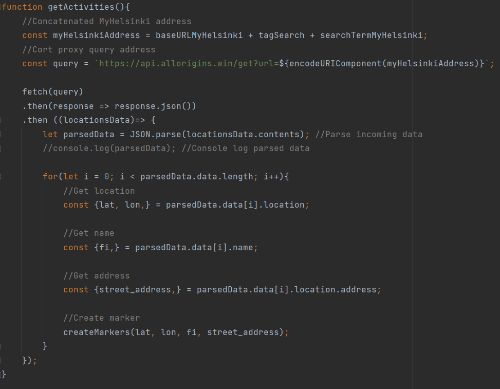 function getActivities(){
    //Concatenated MyHelsinki address
    const myHelsinkiAddress = baseURLMyHelsinki + tagSearch + searchTermMyHelsinki;
    //Cort proxy query address
    const query = `https://api.allorigins.win/get?url=${encodeURIComponent(myHelsinkiAddress)}`;

    fetch(query)
    .then(response => response.json())
    .then ((locationsData)=> {
        let parsedData = JSON.parse(locationsData.contents); //Parse incoming data
        //console.log(parsedData); //Console log parsed data

        for(let i = 0; i < parsedData.data.length; i++){
            //Get location
            const {lat, lon,} = parsedData.data[i].location;

            //Get name
            const {fi,} = parsedData.data[i].name;

            //Get address
            const {street_address,} = parsedData.data[i].location.address;

            //Create marker
            createMarkers(lat, lon, fi, street_address);
        }
    });
}